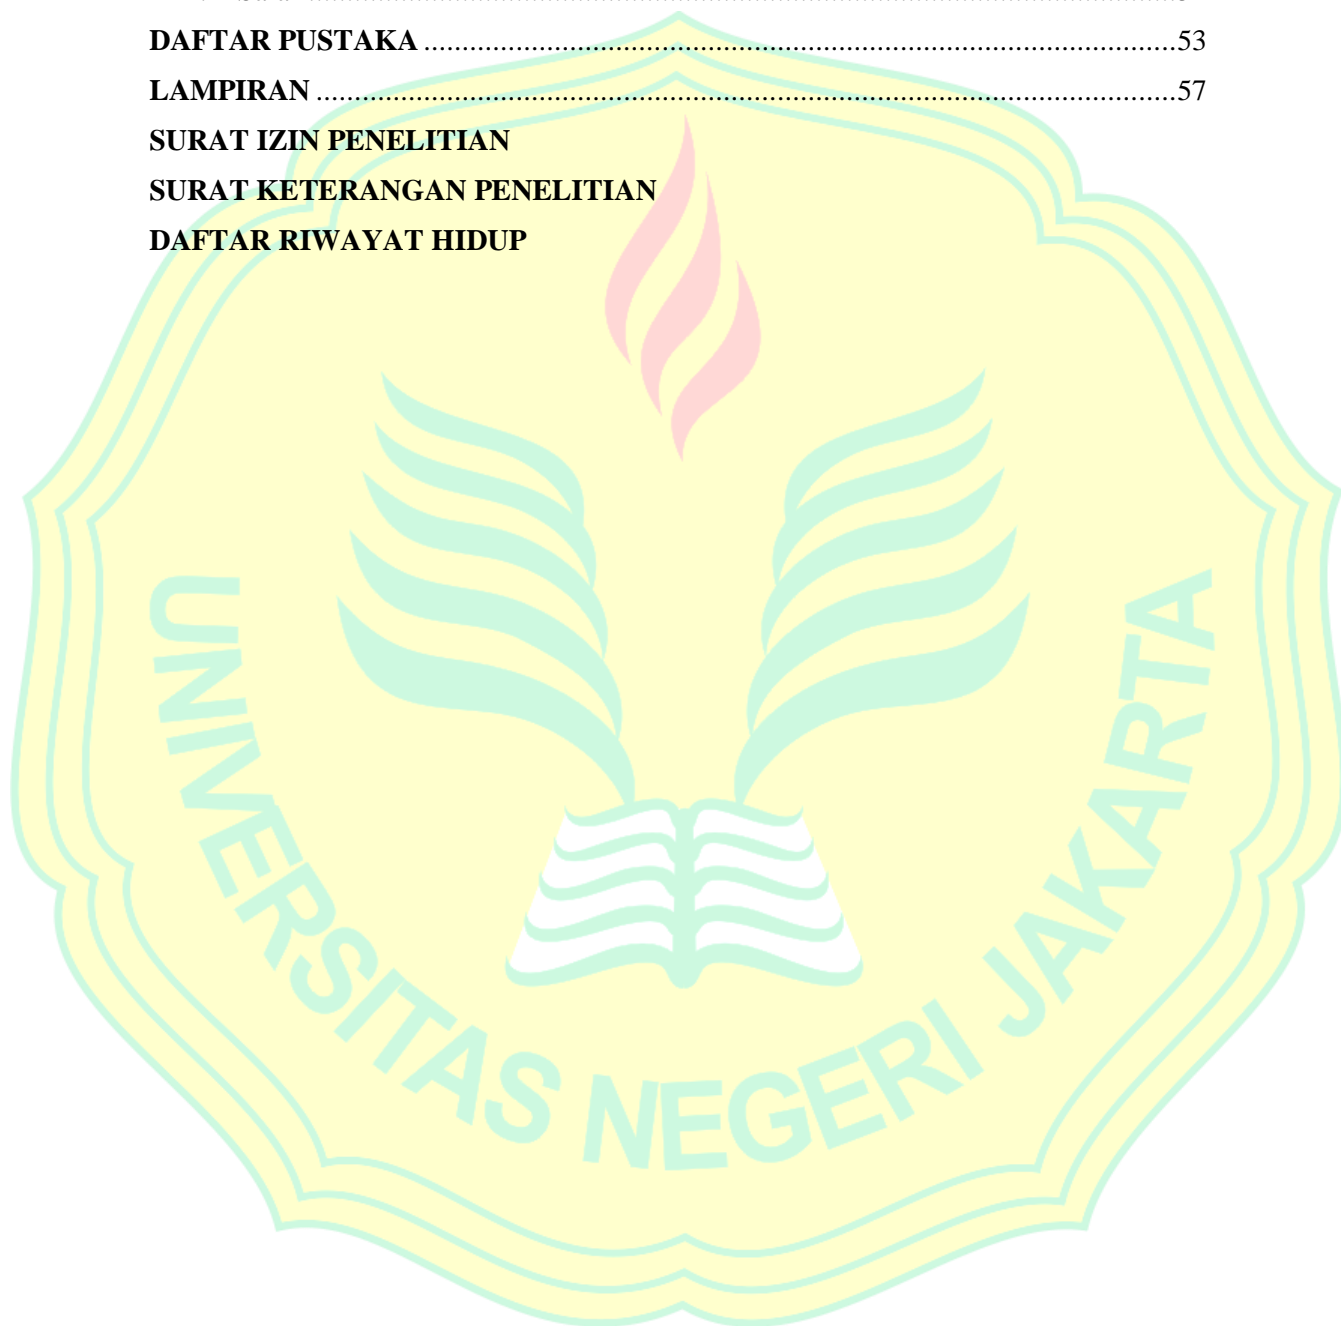 DAFTAR PUSTAKA ........................................................................................................ 53
LAMPIRAN ........................................................................................................ 57
SURAT IZIN PENELITIAN
SURAT KETERANGAN PENELITIAN
DAFTAR RIWAYAT HIDUP
UNIVERSITAS NEGERI JAKARTA